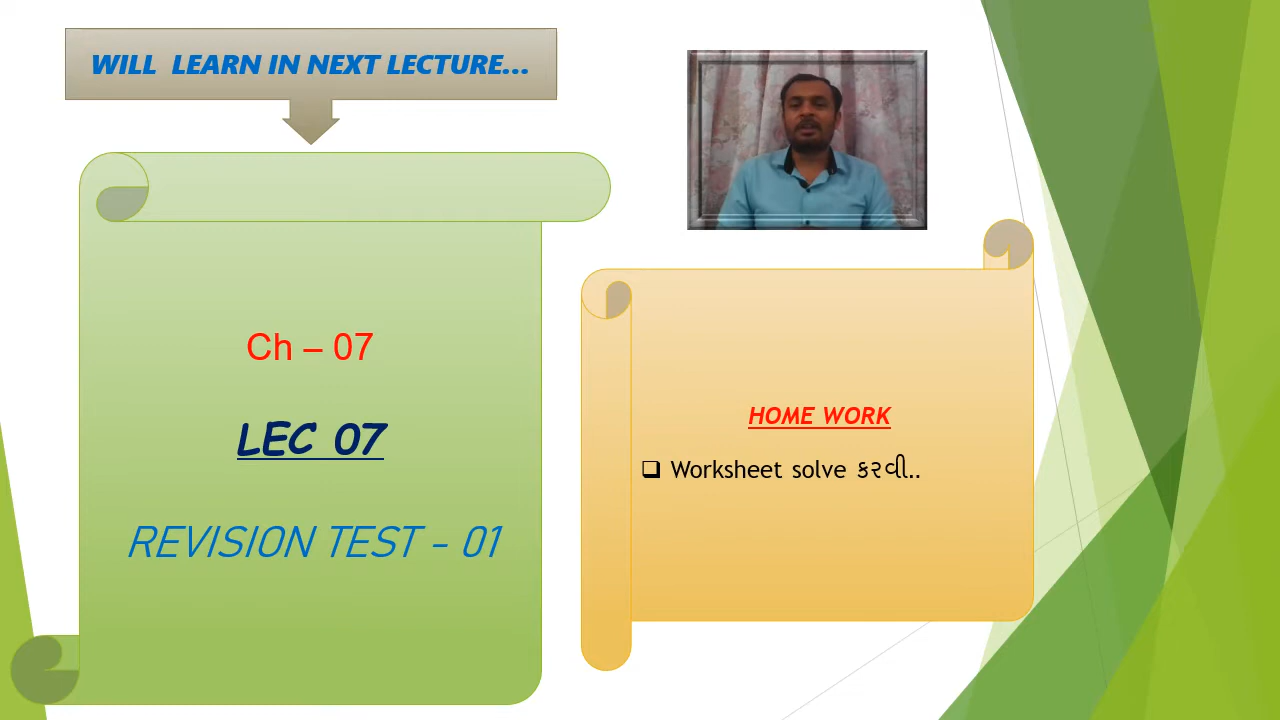 WILL LEARN IN NEXT LECTURE...
Ch – 07
LEC 07
REVISION TEST - 01
HOME WORK
Worksheet solve કરવી..